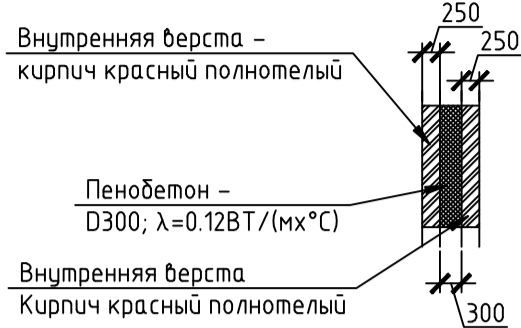 250
250
Внутренняя верста –
кирпич красный полнотелый
Пенобетон –
D300; λ=0.12ВТ/(мх°С)
Внутренняя верста
Кирпич красный полнотелый
300